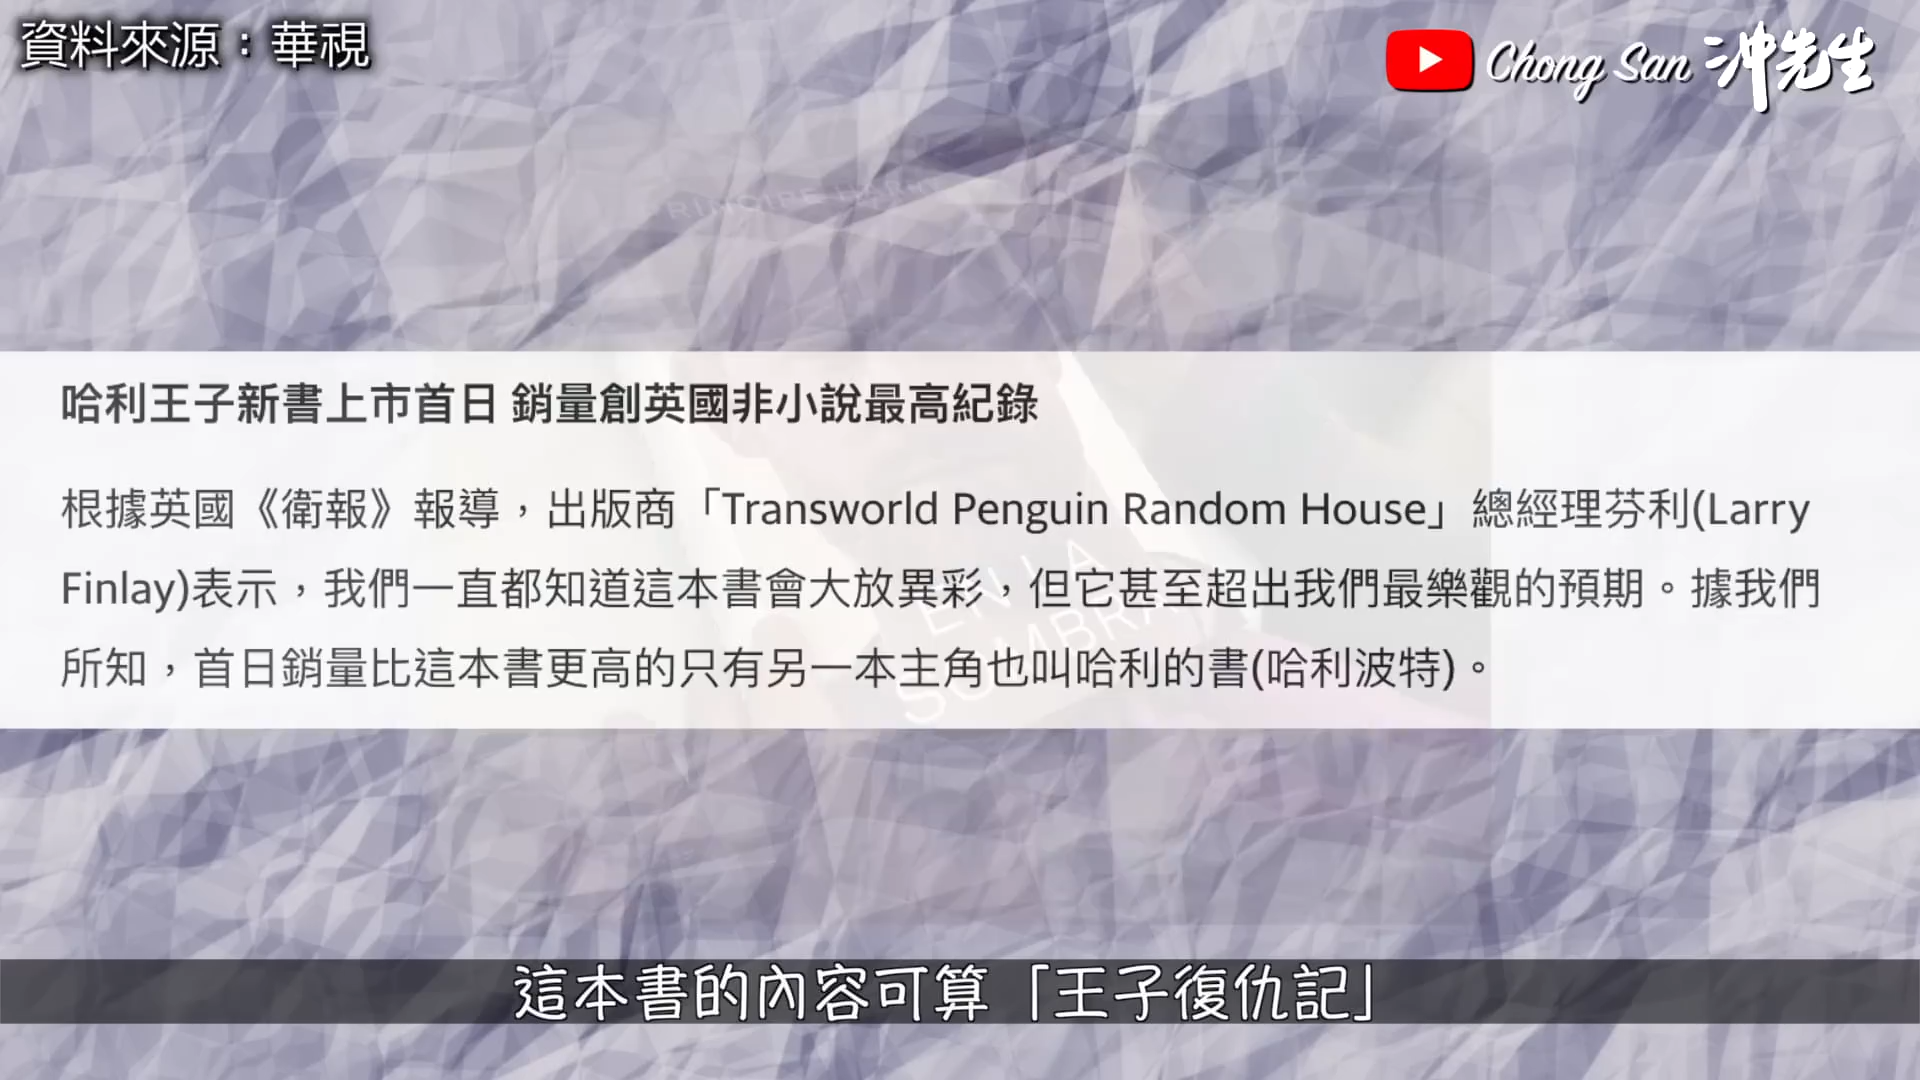 資料來源：華視
Chong San 沖先生
哈利王子新書上市首日 銷量創英國非小說最高紀錄
根據英國《衛報》報導，出版商「Transworld Penguin Random House」總經理芬利(Larry
Finlay)表示，我們一直都知道這本書會大放異彩，但它甚至超出我們最樂觀的預期。據我們
所知，首日銷量比這本書更高的只有另一本主角也叫哈利的書(哈利波特)。
EN LA
SOMBRA
這本書的內容可算「王子復仇記」